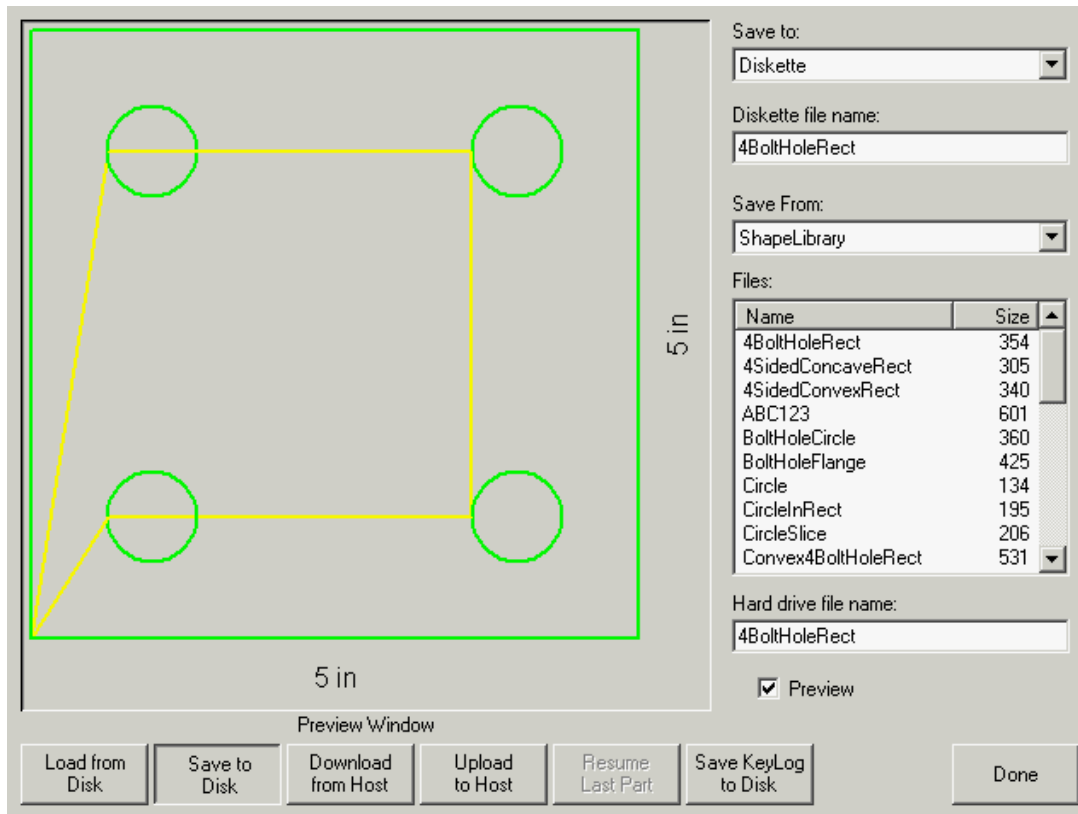 5 in
5 in
Preview Window
Save to:
Diskette
Diskette file name:
4BoltHoleRect
Save From:
ShapeLibrary
Files:
Name Size
4BoltHoleRect 354
4SidedConcaveRect 305
4SidedConvexRect 340
ABC123 601
BoltHoleCircle 360
BoltHoleFlange 425
Circle 134
CircleInRect 195
CircleSlice 206
Convex4BoltHoleRect 531
Hard drive file name:
4BoltHoleRect
Preview
Load from
Disk
Save to
Disk
Download
from Host
Upload
to Host
Resume
Last Part
Save KeyLog
to Disk
Done